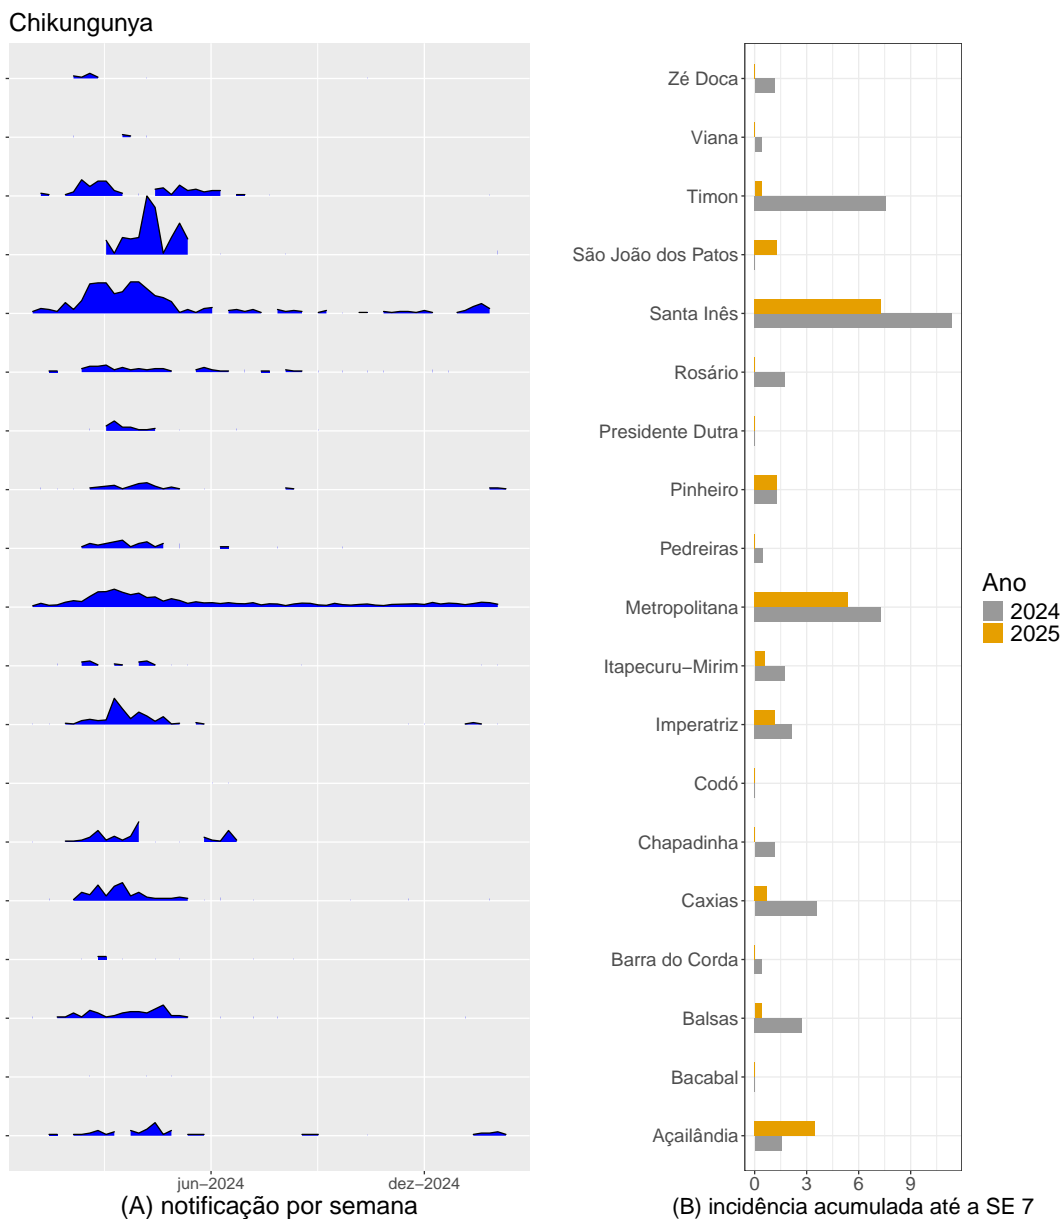 Chikungunya
Zé Doca
Viana
Timon
São João dos Patos
Santa Inês
Rosário
Presidente Dutra
Pinheiro
Pedreiras
Metropolitana
Itapecuru−Mirim
Imperatriz
Codó
Chapadinha
Caxias
Barra do Corda
Balsas
Bacabal
Açailândia
Ano
2024
2025
jun−2024 dez−2024
0 3 6 9
(A) notificação por semana
(B) incidência acumulada até a SE 7